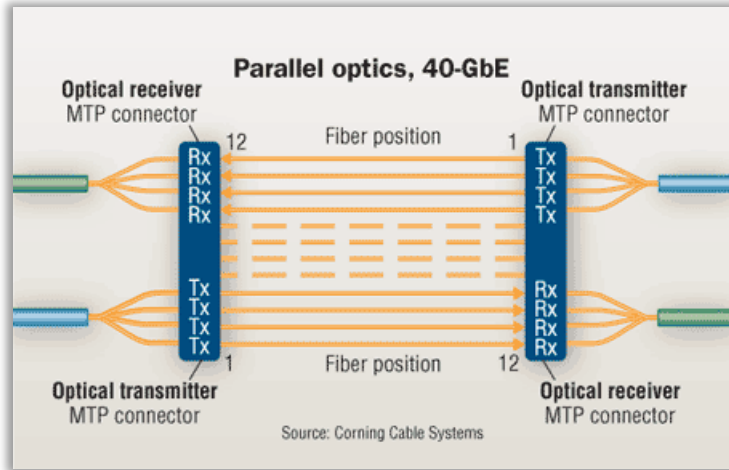 Parallel optics, 40-GbE
Optical receiver
MTP connector
Optical transmitter
MTP connector
12
Fiber position
1
Rx
Rx
Rx
Rx
Tx
Tx
Tx
Tx
Tx
Tx
Tx
Tx
Rx
Rx
Rx
Rx
1
Fiber position
12
Optical transmitter
MTP connector
Optical receiver
MTP connector
Source: Corning Cable Systems